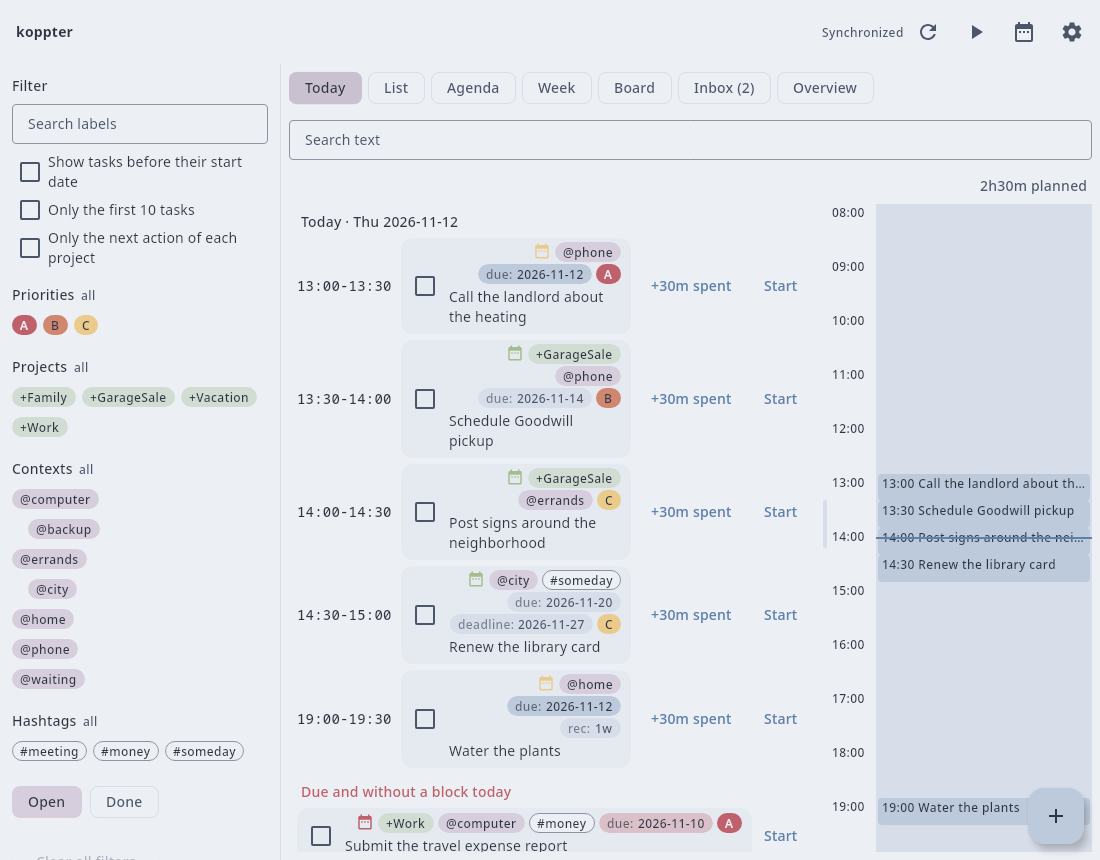 koppter
Synchronized
Filter
Search labels
Show tasks before their start
date
Only the first 10 tasks
Only the next action of each
project
Priorities all
A B C
Projects all
+Family +GarageSale +Vacation
+Work
Contexts all
@computer
@backup
@errands
@city
@home
@phone
@waiting
Hashtags all
#meeting #money #someday
Open Done
Clear all filters
Today List Agenda Week Board Inbox (2) Overview
Search text
2h30m planned
Today · Thu 2026-11-12
13:00-13:30
@phone
due: 2026-11-12 A
Call the landlord about
the heating
+30m spent Start
13:30-14:00
+GarageSale
@phone
due: 2026-11-14 B
Schedule Goodwill
pickup
+30m spent Start
14:00-14:30
+GarageSale
@errands C
Post signs around the
neighborhood
+30m spent Start
14:30-15:00
@city #someday
due: 2026-11-20
deadline: 2026-11-27 C
Renew the library card
+30m spent Start
19:00-19:30
@home
due: 2026-11-12
rec: 1w
Water the plants
+30m spent Start
Due and without a block today
+Work @computer #money due: 2026-11-10 A
Submit the travel expense report
Start
08:00
09:00
10:00
11:00
12:00
13:00
13:00 Call the landlord about th...
13:30 Schedule Goodwill pickup
14:00
14:00 Post signs around the nei...
14:30 Renew the library card
15:00
16:00
17:00
18:00
19:00
19:00 Water the plants